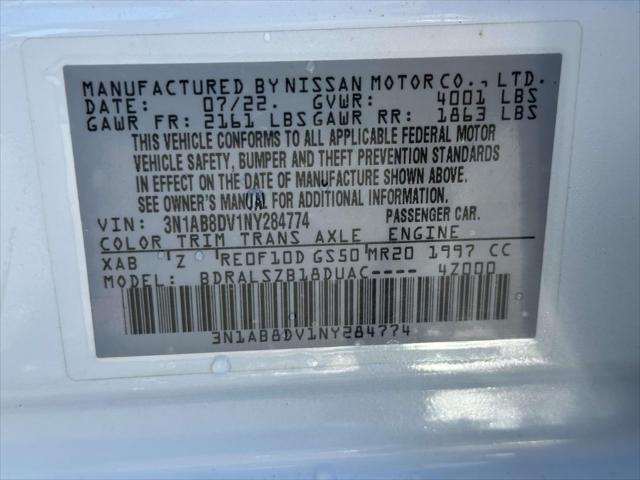 MANUFACTURED BY NISSAN MOTOR CO., LTD.
DATE: 07/22. GVWR: 4001 LBS
GAWR FR: 2161 LBS GAWR RR: 1863 LBS
THIS VEHICLE CONFORMS TO ALL APPLICABLE FEDERAL MOTOR
VEHICLE SAFETY, BUMPER AND THEFT PREVENTION STANDARDS
IN EFFECT ON THE DATE OF MANUFACTURE SHOWN ABOVE.
SEE OWNER'S MANUAL FOR ADDITIONAL INFORMATION.
VIN: 3N1AB8DV1NY284774 PASSENGER CAR.
COLOR TRIM TRANS AXLE ENGINE
XAB Z RE0F10D GS50 MR20 1997 CC
MODEL: BDRALSZB18DUAC---- 4Z000
3N1AB8DV1NY284774